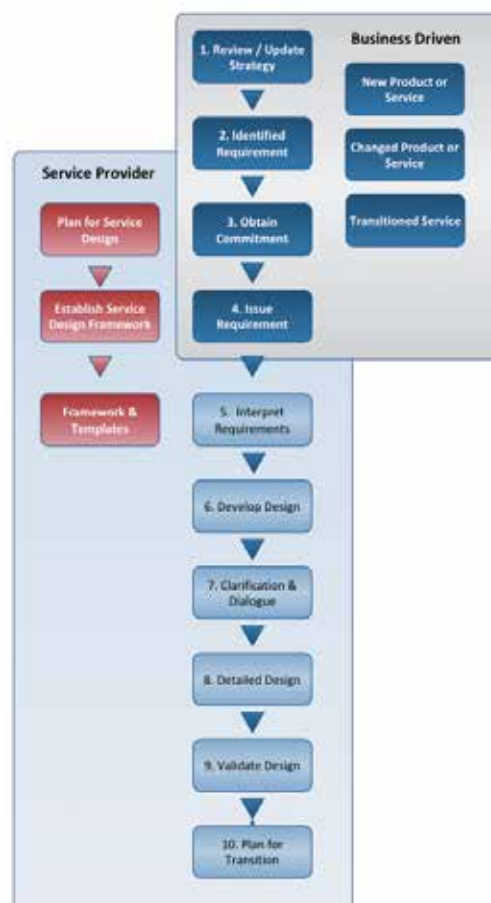 Business Driven
1. Review / Update
Strategy
New Product or
Service
2. Identified
Requirement
Changed Product or
Service
Service Provider
Plan for Service
Design
3. Obtain
Commitment
Transitioned Service
Establish Service
Design Framework
4. Issue
Requirement
Framework &
Templates
5. Interpret
Requirements
6. Develop Design
7. Clarification &
Dialogue
8. Detailed Design
9. Validate Design
10. Plan for
Transition